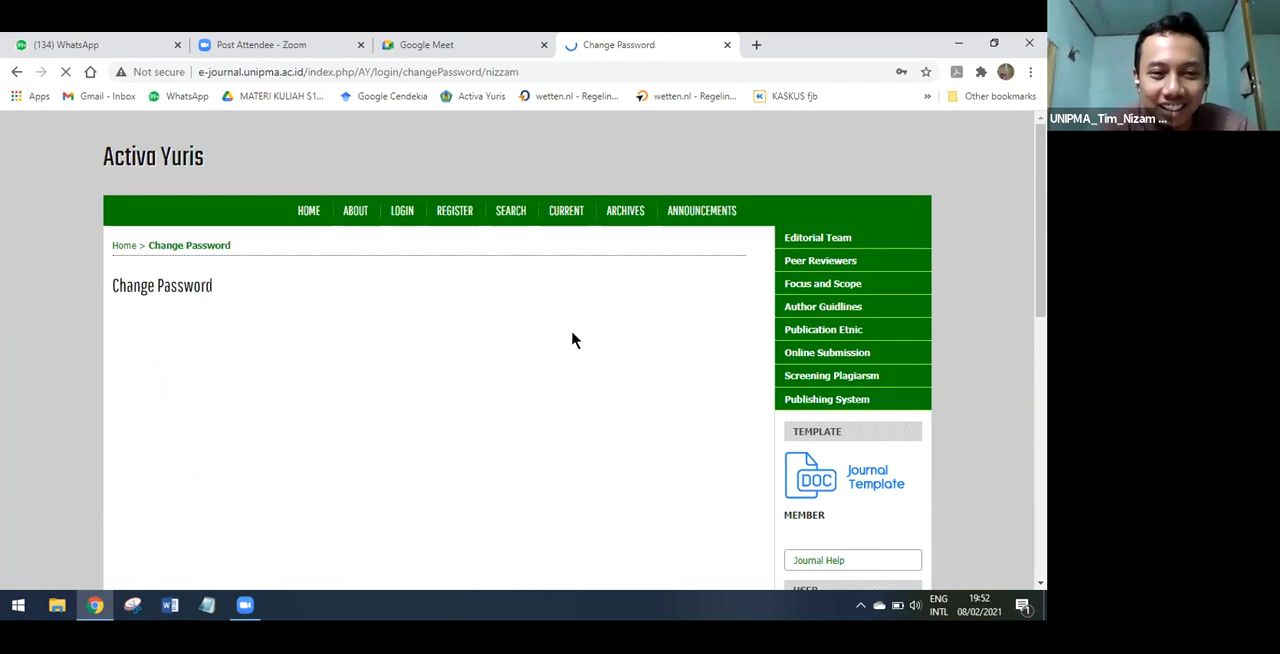 (134) WhatsApp
Post Attendee - Zoom
Google Meet
Change Password
Not secure
e-journal.unipma.ac.id/index.php/AY/login/changePassword/nizzam
Apps
Gmail - Inbox
WhatsApp
MATERI KULIAH S1...
Google Cendekia
Activa Yuris
wetten.nl - Regelin...
wetten.nl - Regelin...
KASKUS fjb
Other bookmarks
UNIPMA_Tim_Nizam ...
Activa Yuris
HOME
ABOUT
LOGIN
REGISTER
SEARCH
CURRENT
ARCHIVES
ANNOUNCEMENTS
Home > Change Password
Change Password
Editorial Team
Peer Reviewers
Focus and Scope
Author Guidlines
Publication Etnic
Online Submission
Screening Plagiarsm
Publishing System
TEMPLATE
DOC
Journal
Template
MEMBER
Journal Help
USER
ENG
INTL
19:52
08/02/2021
1